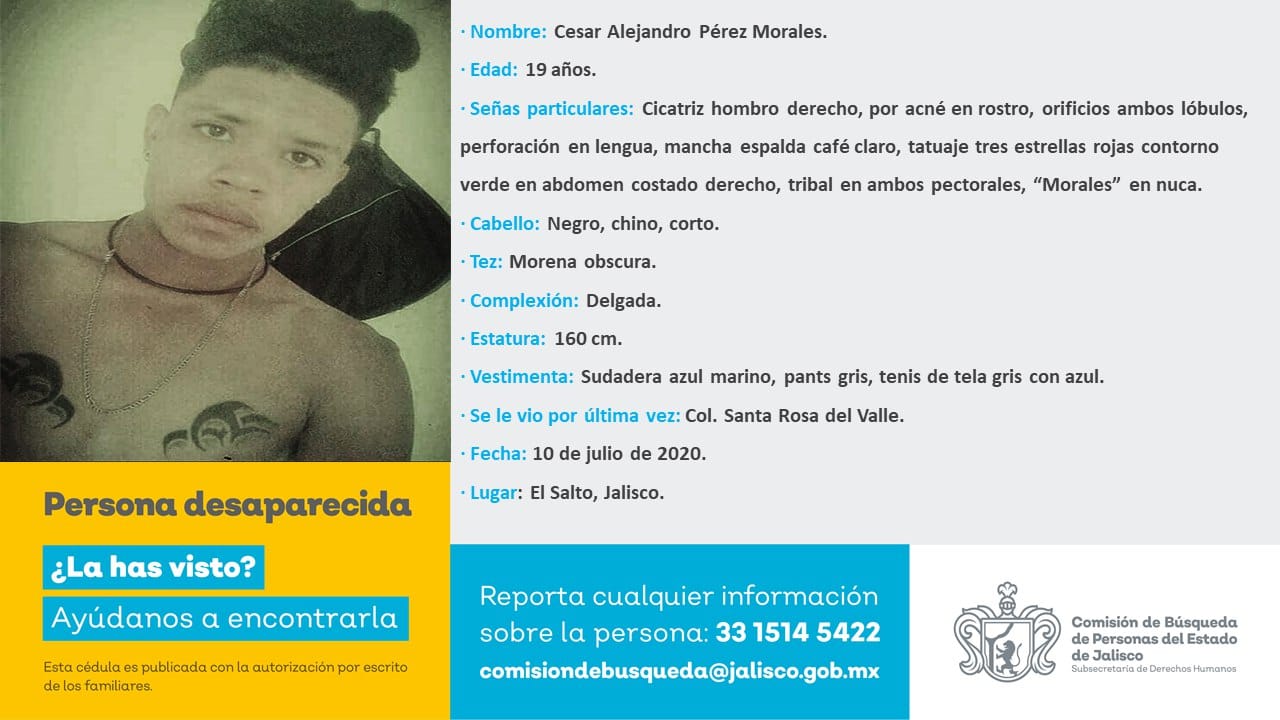 · Nombre: Cesar Alejandro Pérez Morales.
· Edad: 19 años.
· Señas particulares: Cicatriz hombro derecho, por acné en rostro, orificios ambos lóbulos,
perforación en lengua, mancha espalda café claro, tatuaje tres estrellas rojas contorno
verde en abdomen costado derecho, tribal en ambos pectorales, “Morales” en nuca.
· Cabello: Negro, chino, corto.
· Tez: Morena obscura.
· Complexión: Delgada.
· Estatura: 160 cm.
· Vestimenta: Sudadera azul marino, pants gris, tenis de tela gris con azul.
· Se le vio por última vez: Col. Santa Rosa del Valle.
· Fecha: 10 de julio de 2020.
· Lugar: El Salto, Jalisco.
Persona desaparecida
¿La has visto?
Ayúdanos a encontrarla
Esta cédula es publicada con la autorización por escrito
de los familiares.
Reporta cualquier información
sobre la persona: 33 1514 5422
comisiondebusqueda@jalisco.gob.mx
Comisión de Búsqueda
de Personas del Estado
de Jalisco
Subsecretaría de Derechos Humanos